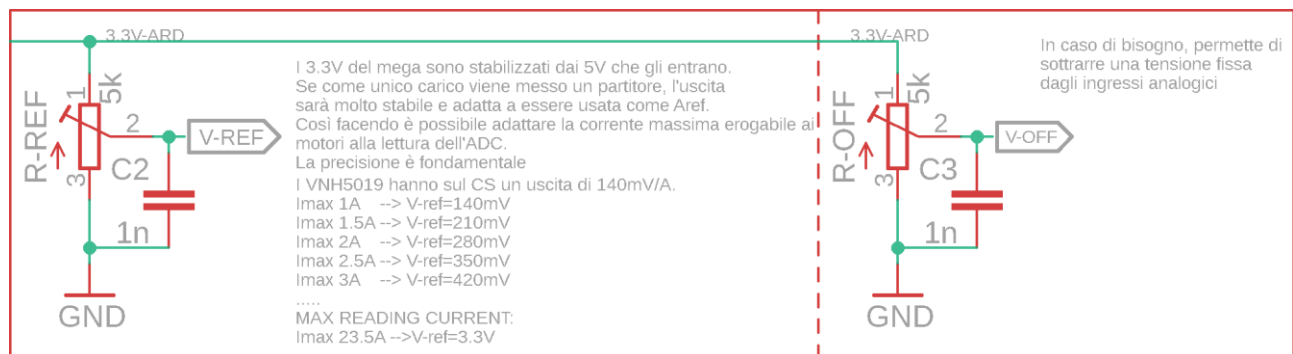 3.3V-ARD
R-REF
1
5k
2
3
V-REF
C2
1n
GND
I 3.3V del mega sono stabilizzati dai 5V che gli entrano.
Se come unico carico viene messo un partitore, l'uscita
sarà molto stabile e adatta a essere usata come Aref.
Così facendo è possibile adattare la corrente massima erogabile ai
motori alla lettura dell'ADC.
La precisione è fondamentale
I VNH5019 hanno sul CS un uscita di 140mV/A.
Imax 1A --> V-ref=140mV
Imax 1.5A --> V-ref=210mV
Imax 2A --> V-ref=280mV
Imax 2.5A --> V-ref=350mV
Imax 3A --> V-ref=420mV
.....
MAX READING CURRENT:
Imax 23.5A -->V-ref=3.3V
3.3V-ARD
R-OFF
1
5k
2
3
V-OFF
C3
1n
GND
In caso di bisogno, permette di
sottrarre una tensione fissa
dagli ingressi analogici